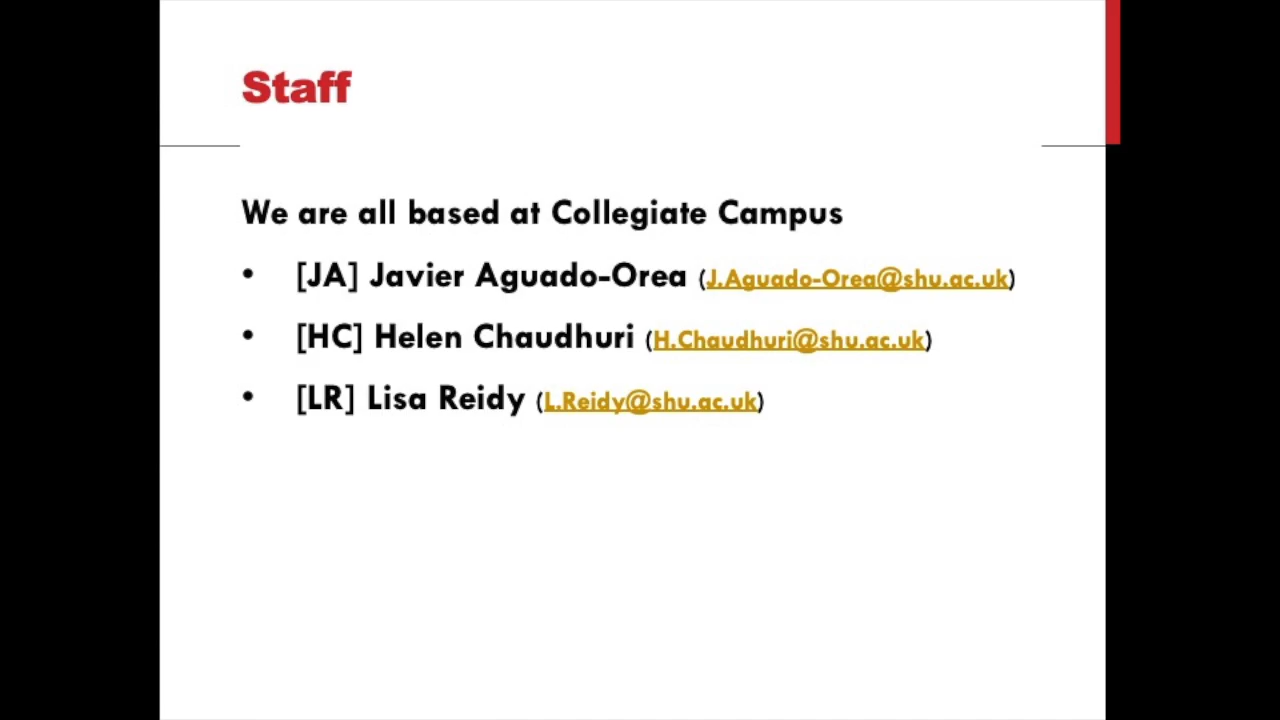 Staff
We are all based at Collegiate Campus
• [JA] Javier Aguado-Orea (J.Aguado-Orea@shu.ac.uk)
• [HC] Helen Chaudhuri (H.Chaudhuri@shu.ac.uk)
• [LR] Lisa Reidy (L.Reidy@shu.ac.uk)